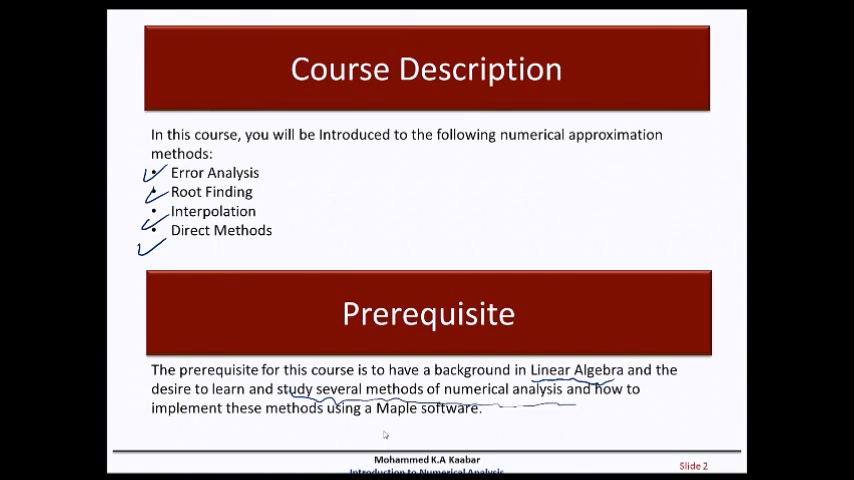 Course Description
In this course, you will be Introduced to the following numerical approximation
methods:
• Error Analysis
• Root Finding
• Interpolation
• Direct Methods
Prerequisite
The prerequisite for this course is to have a background in Linear Algebra and the
desire to learn and study several methods of numerical analysis and how to
implement these methods using a Maple software.
Mohammed K.A Kaabar
Introduction to Numerical Analysis
Slide 2